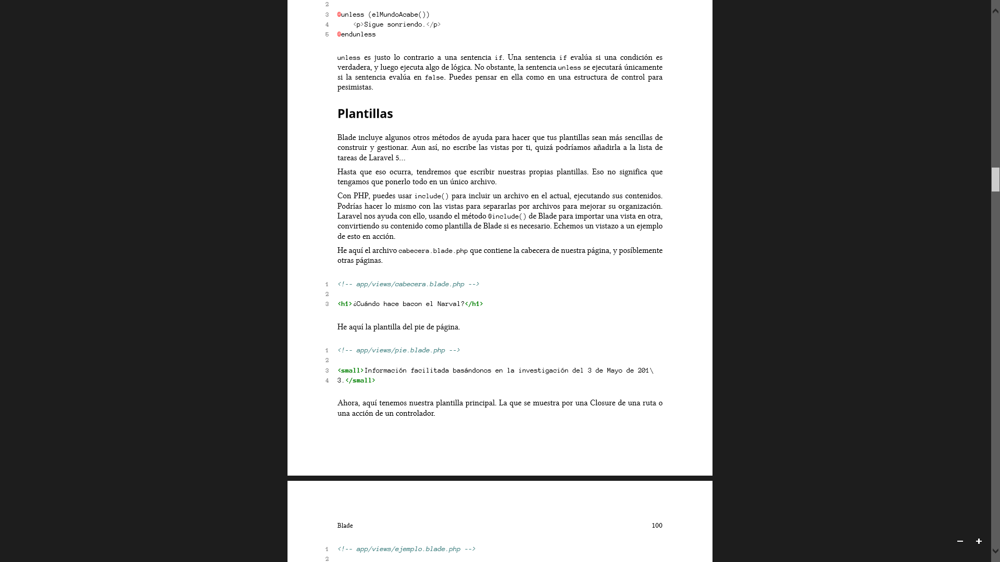 2
3 @unless (elMundoAcabe())
4     <p>Sigue sonriendo.</p>
5 @endunless
unless es justo lo contrario a una sentencia if. Una sentencia if evalúa si una condición es
verdadera, y luego ejecuta algo de lógica. No obstante, la sentencia unless se ejecutará únicamente
si la sentencia evalúa en false. Puedes pensar en ella como en una estructura de control para
pesimistas.
Plantillas
Blade incluye algunos otros métodos de ayuda para hacer que tus plantillas sean más sencillas de
construir y gestionar. Aun así, no escribe las vistas por ti, quizá podríamos añadirla a la lista de
tareas de Laravel 5...
Hasta que eso ocurra, tendremos que escribir nuestras propias plantillas. Eso no significa que
tengamos que ponerlo todo en un único archivo.
Con PHP, puedes usar include() para incluir un archivo en el actual, ejecutando sus contenidos.
Podrías hacer lo mismo con las vistas para separarlas por archivos para mejorar su organización.
Laravel nos ayuda con ello, usando el método @include() de Blade para importar una vista en otra,
convirtiendo su contenido como plantilla de Blade si es necesario. Echemos un vistazo a un ejemplo
de esto en acción.
He aquí el archivo cabecera.blade.php que contiene la cabecera de nuestra página, y posíblemente
otras páginas.
1 <!-- app/views/cabecera.blade.php -->
2
3 <h1>¿Cuándo hace bacon el Narval?</h1>
He aquí la plantilla del pie de página.
1 <!-- app/views/pie.blade.php -->
2
3 <small>Información facilitada basándonos en la investigación del 3 de Mayo de 201\
4 3.</small>
Ahora, aquí tenemos nuestra plantilla principal. La que se muestra por una Closure de una ruta o
una acción de un controlador.
Blade 100
1 <!-- app/views/ejemplo.blade.php -->
2